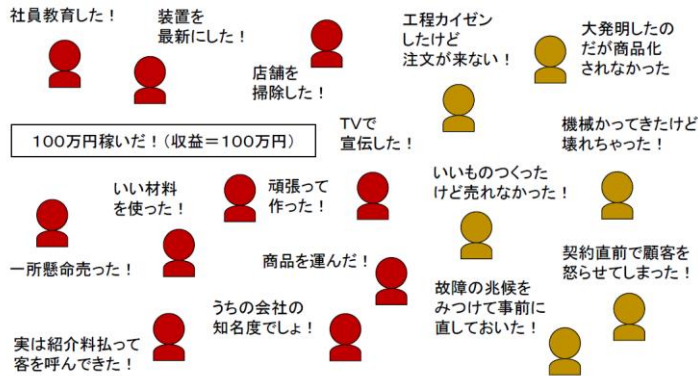 社員教育した！
装置を
最新にした！
店舗を
掃除した！
工程カイゼン
したけど
注文が来ない！
大発明したの
だが商品化
されなかった
100万円稼いだ！（収益＝100万円）
TVで
宣伝した！
機械かってきたけど
壊れちゃった！
いい材料
を使った！
頑張って
作った！
いいものつくった
けど売れなかった！
一所懸命売った！
商品を運んだ！
契約直前で顧客を
怒らせてしまった！
故障の兆候を
みつけて事前に
直しておいた！
うちの会社の
知名度でしょ！
実は紹介料払って
客を呼んできた！